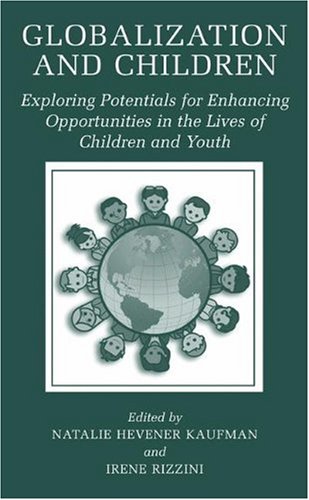 GLOBALIZATION
AND CHILDREN
Exploring Potentials for Enhancing
Opportunities in the Lives of
Children and Youth
Edited by
NATALIE HEVENER KAUFMAN
and
IRENE RIZZINI